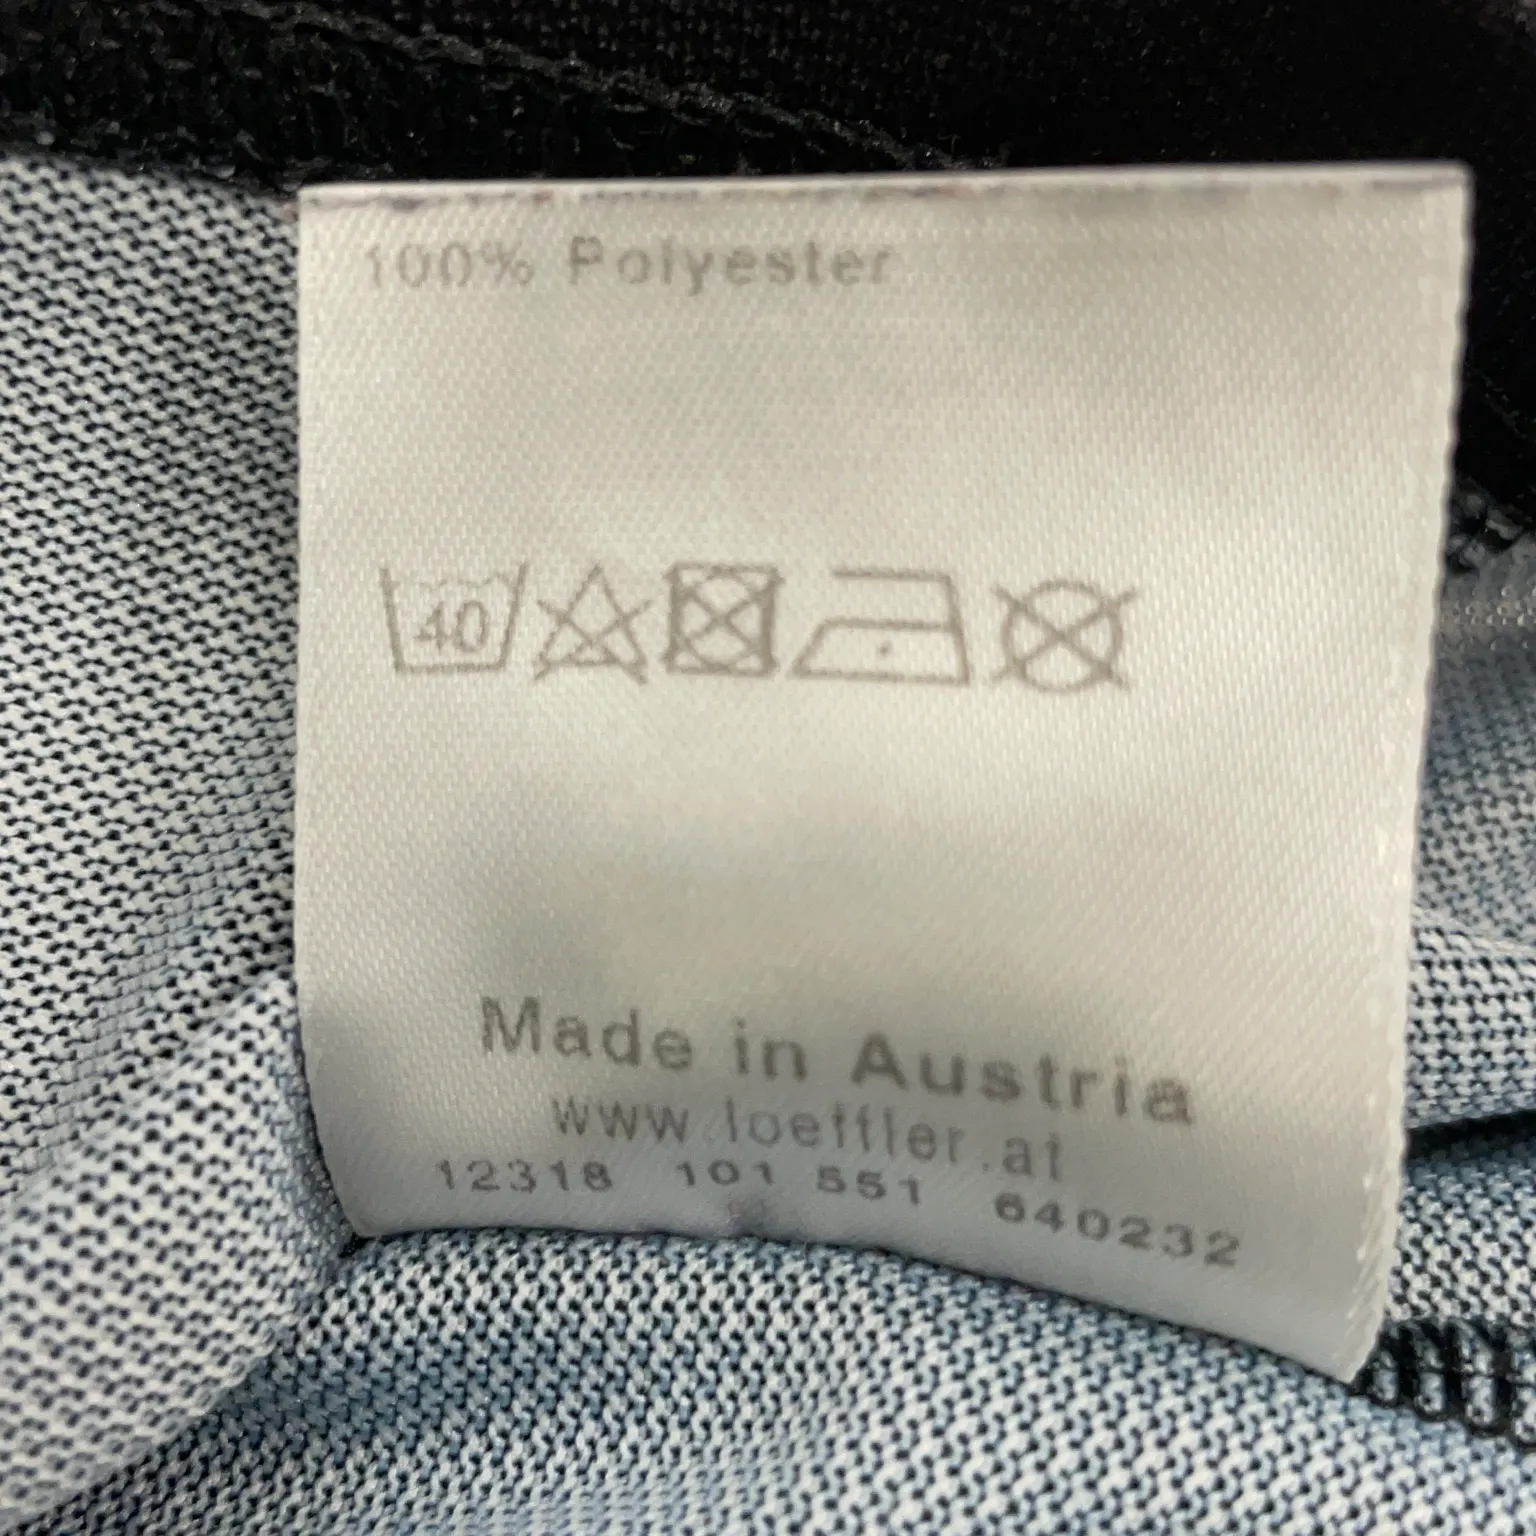 100% Polyester
40
Made in Austria
www.loeffler.at
12318 101 551 640232